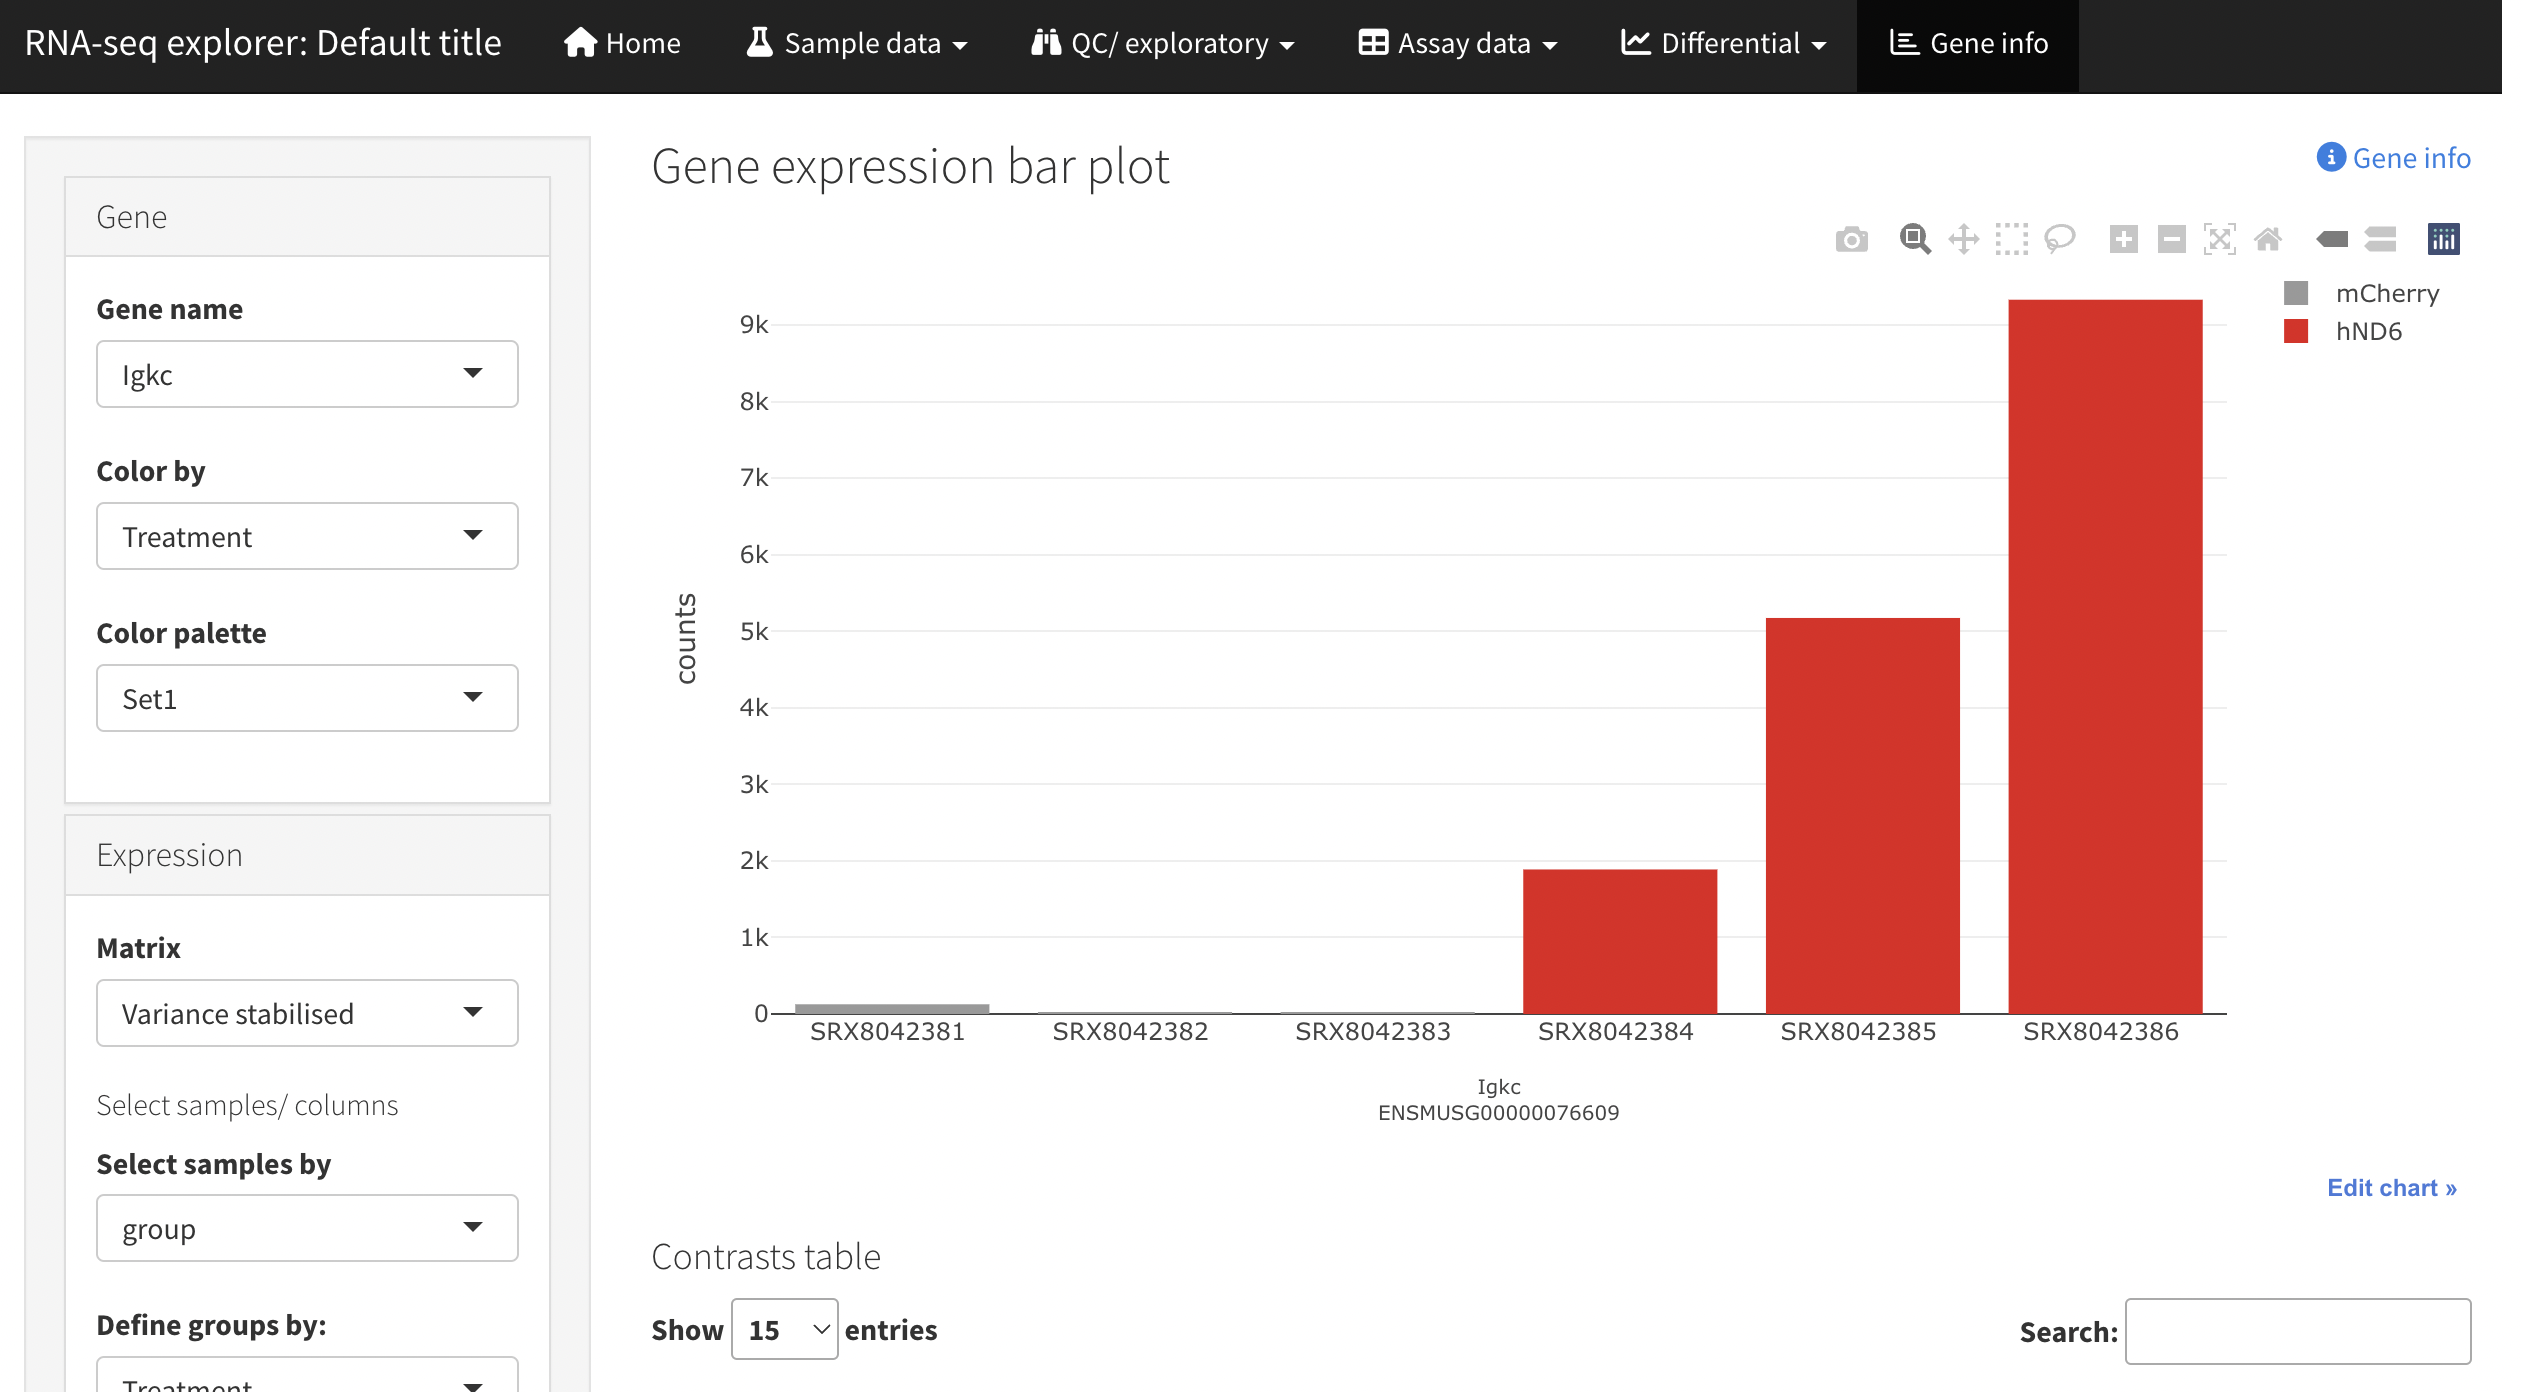 RNA-seq explorer: Default title Home Sample data QC/ exploratory Assay data Differential Gene info
Gene
Gene name
Igkc
Color by
Treatment
Color palette
Set1
Expression
Matrix
Variance stabilised
Select samples/ columns
Select samples by
group
Define groups by:
Treatment
Gene expression bar plot
Gene info
mCherry
hND6
9k
8k
7k
6k
5k
4k
3k
2k
1k
0
counts
SRX8042381 SRX8042382 SRX8042383 SRX8042384 SRX8042385 SRX8042386
Igkc
ENSMUSG00000076609
Edit chart »
Contrasts table
Show 15 entries
Search: